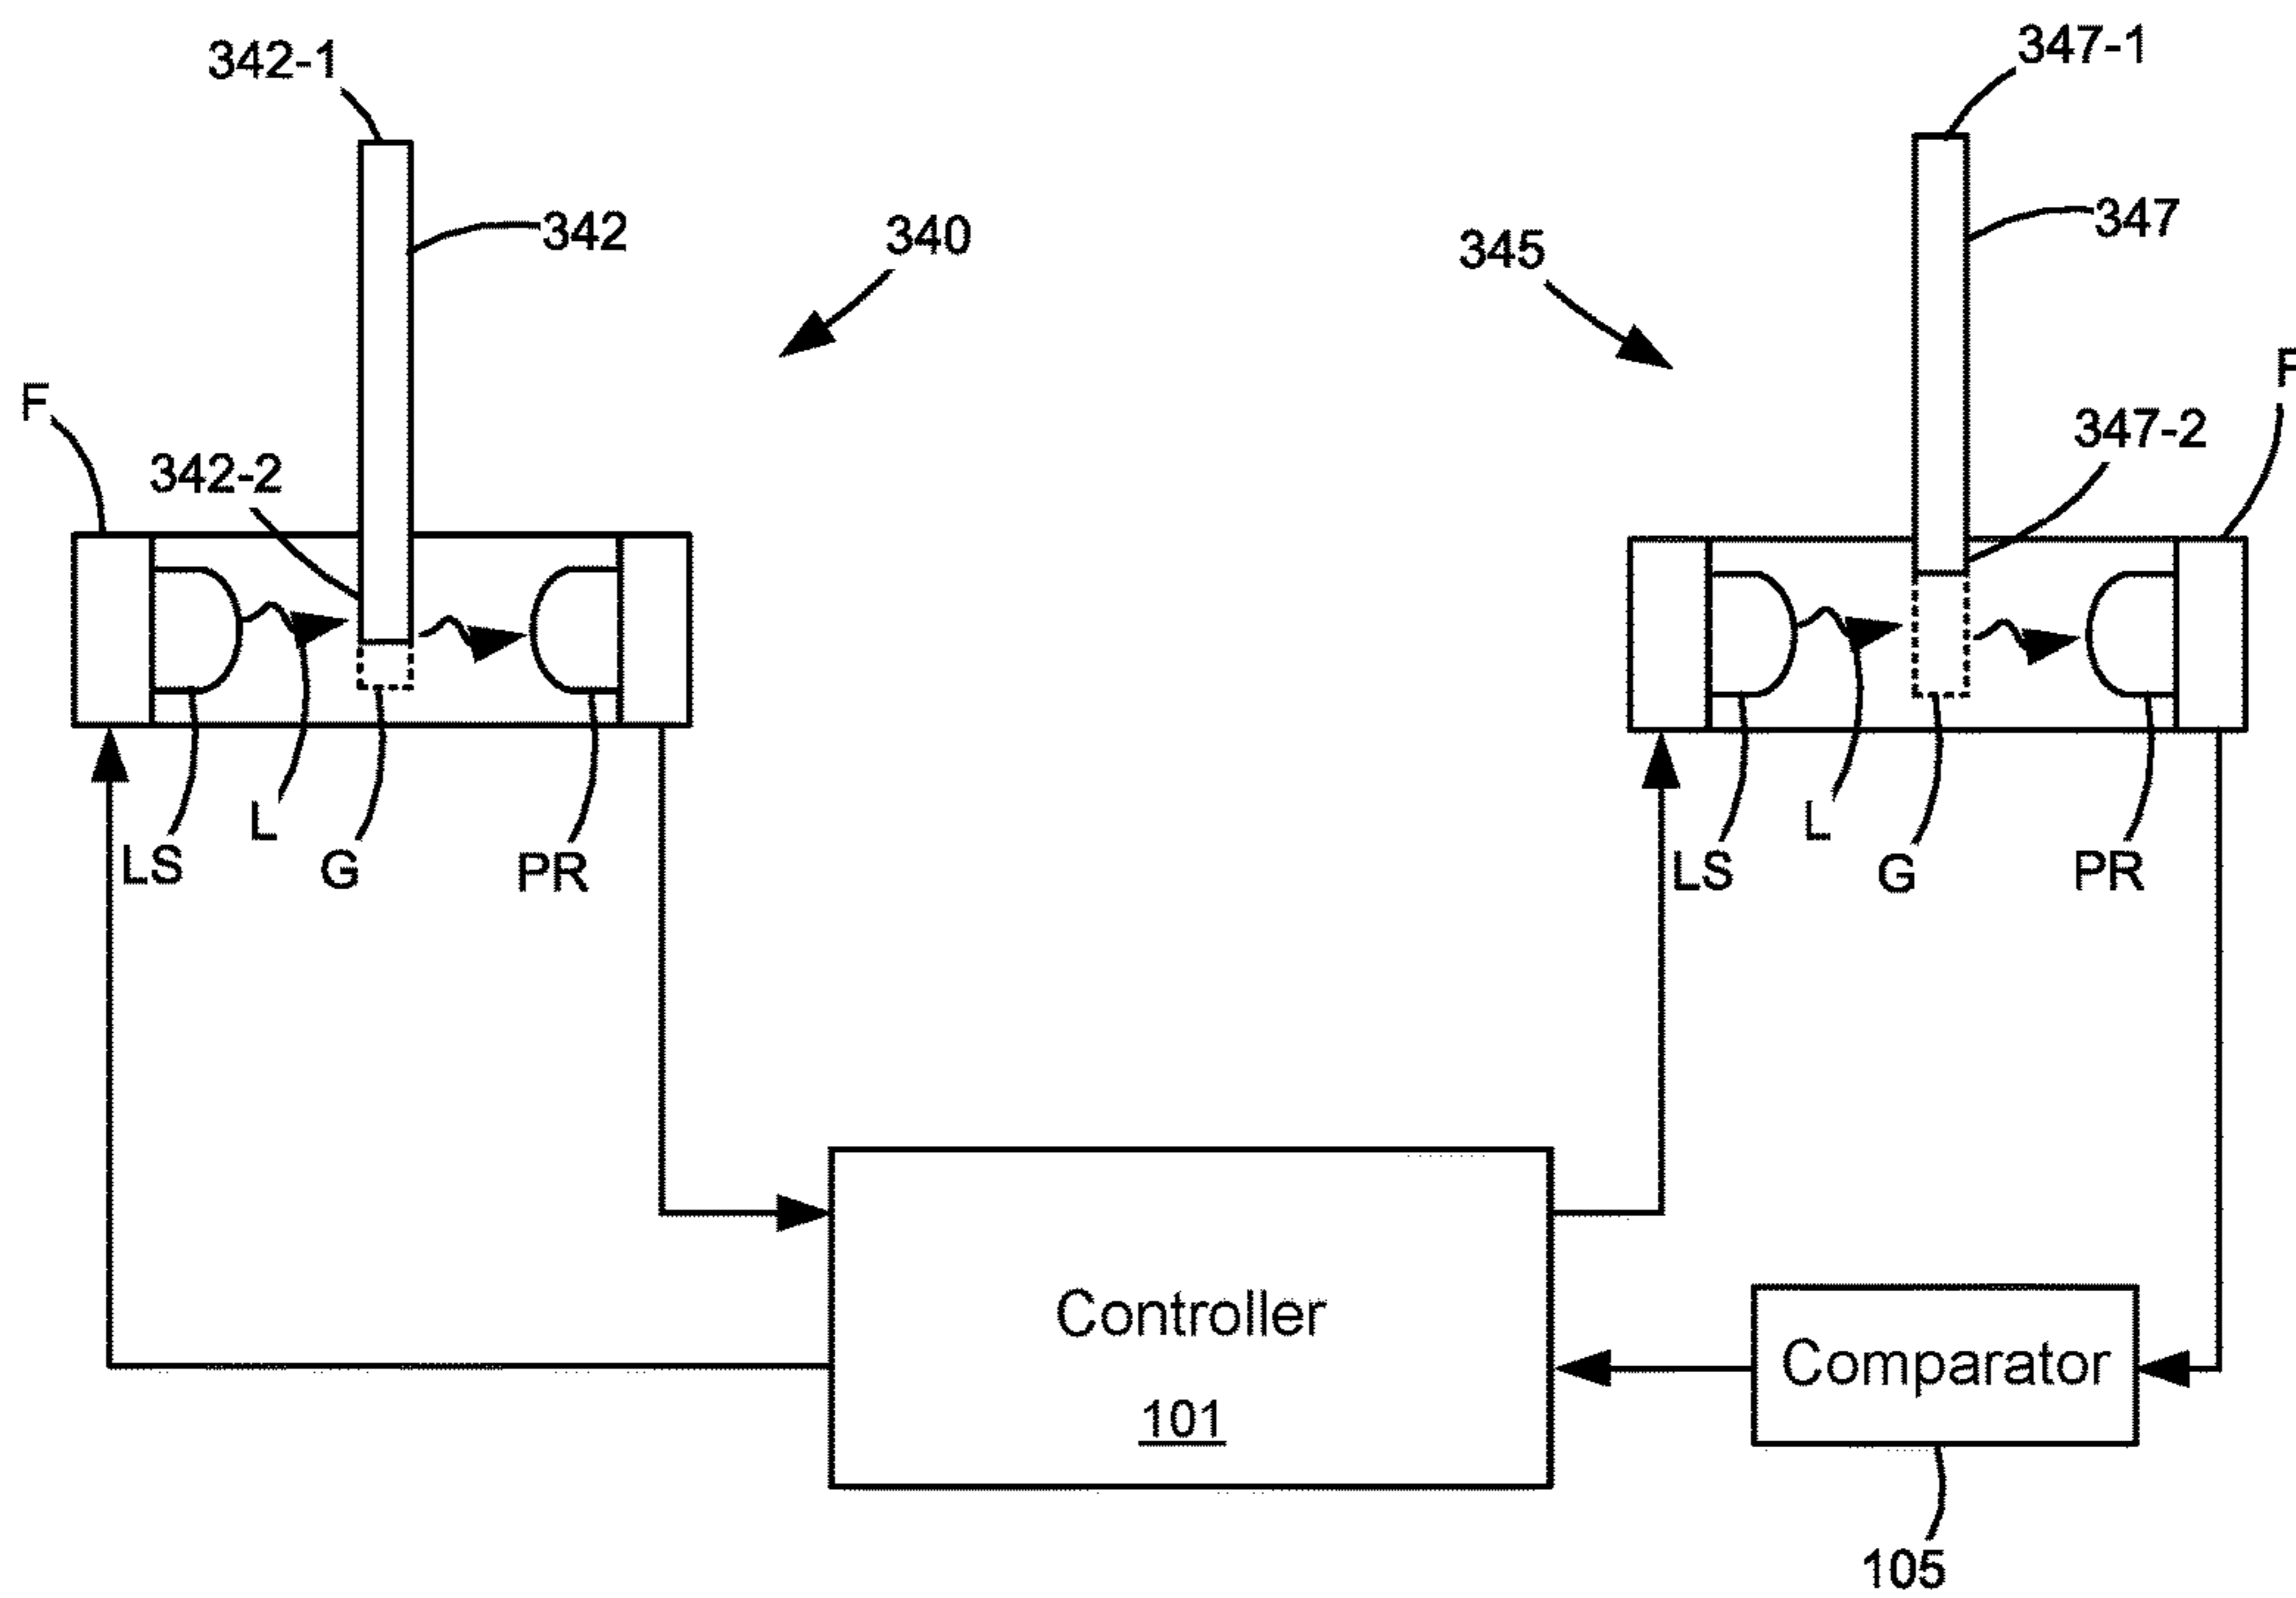 342-1
347-1
342
340
345
347
F
F
342-2
347-2
LS
L
G
PR
LS
L
G
PR
Controller
101
Comparator
105